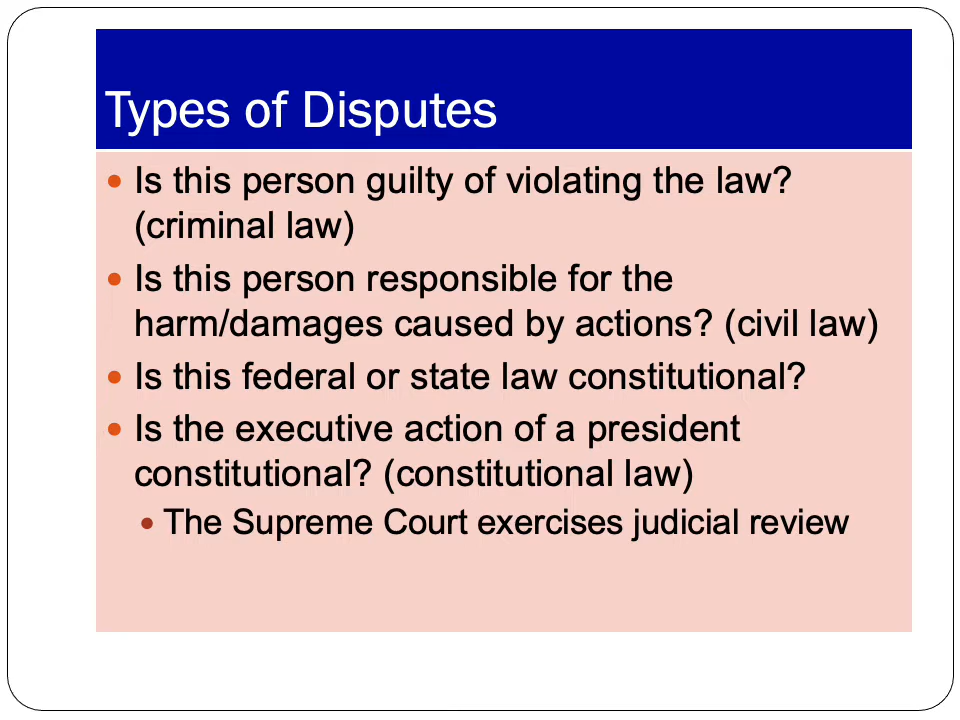 Types of Disputes
• Is this person guilty of violating the law?
(criminal law)
• Is this person responsible for the
harm/damages caused by actions? (civil law)
• Is this federal or state law constitutional?
• Is the executive action of a president
constitutional? (constitutional law)
• The Supreme Court exercises judicial review